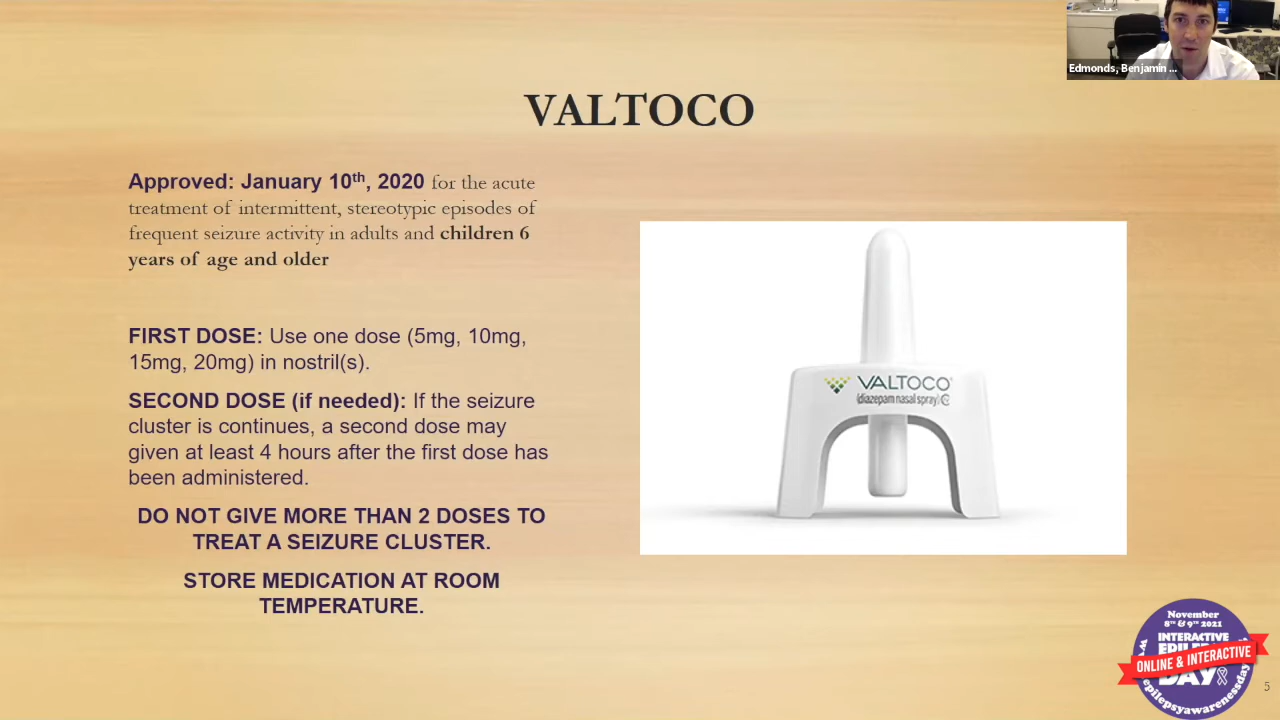 Edmonds, Benjamin ...
VALTOCO
Approved: January 10th, 2020 for the acute
treatment of intermittent, stereotypic episodes of
frequent seizure activity in adults and children 6
years of age and older
FIRST DOSE: Use one dose (5mg, 10mg,
15mg, 20mg) in nostril(s).
SECOND DOSE (if needed): If the seizure
cluster is continues, a second dose may
given at least 4 hours after the first dose has
been administered.
DO NOT GIVE MORE THAN 2 DOSES TO
TREAT A SEIZURE CLUSTER.
STORE MEDICATION AT ROOM
TEMPERATURE.
VALTOCO®
(diazepam nasal spray) C
November
8TH & 9TH 2021
INTERACTIVE
ONLINE & INTERACTIVE
DAY
epilepsyawarenessday
5